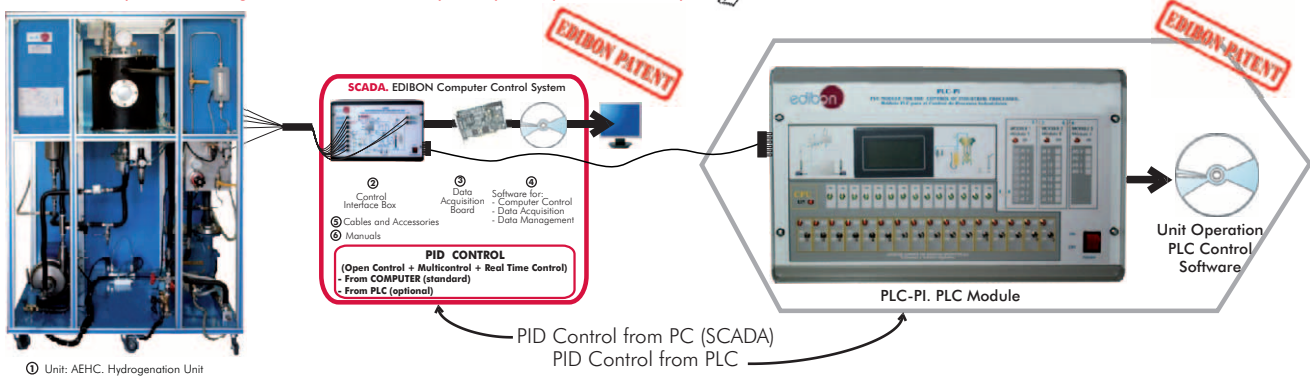 EDIBON PATENT
EDIBON PATENT
SCADA. EDIBON Computer Control System
② Control Interface Box
③ Data Acquisition Board
④ Software for:
- Computer Control
- Data Acquisition
- Data Management
⑤ Cables and Accessories
⑥ Manuals
PID CONTROL
(Open Control + Multicontrol + Real Time Control)
- From COMPUTER (standard)
- From PLC (optional)
edibon
PLC-PI
PLC-PI. PLC Module
Unit Operation
PLC Control
Software
PID Control from PC (SCADA)
PID Control from PLC
① Unit: AEHC. Hydrogenation Unit